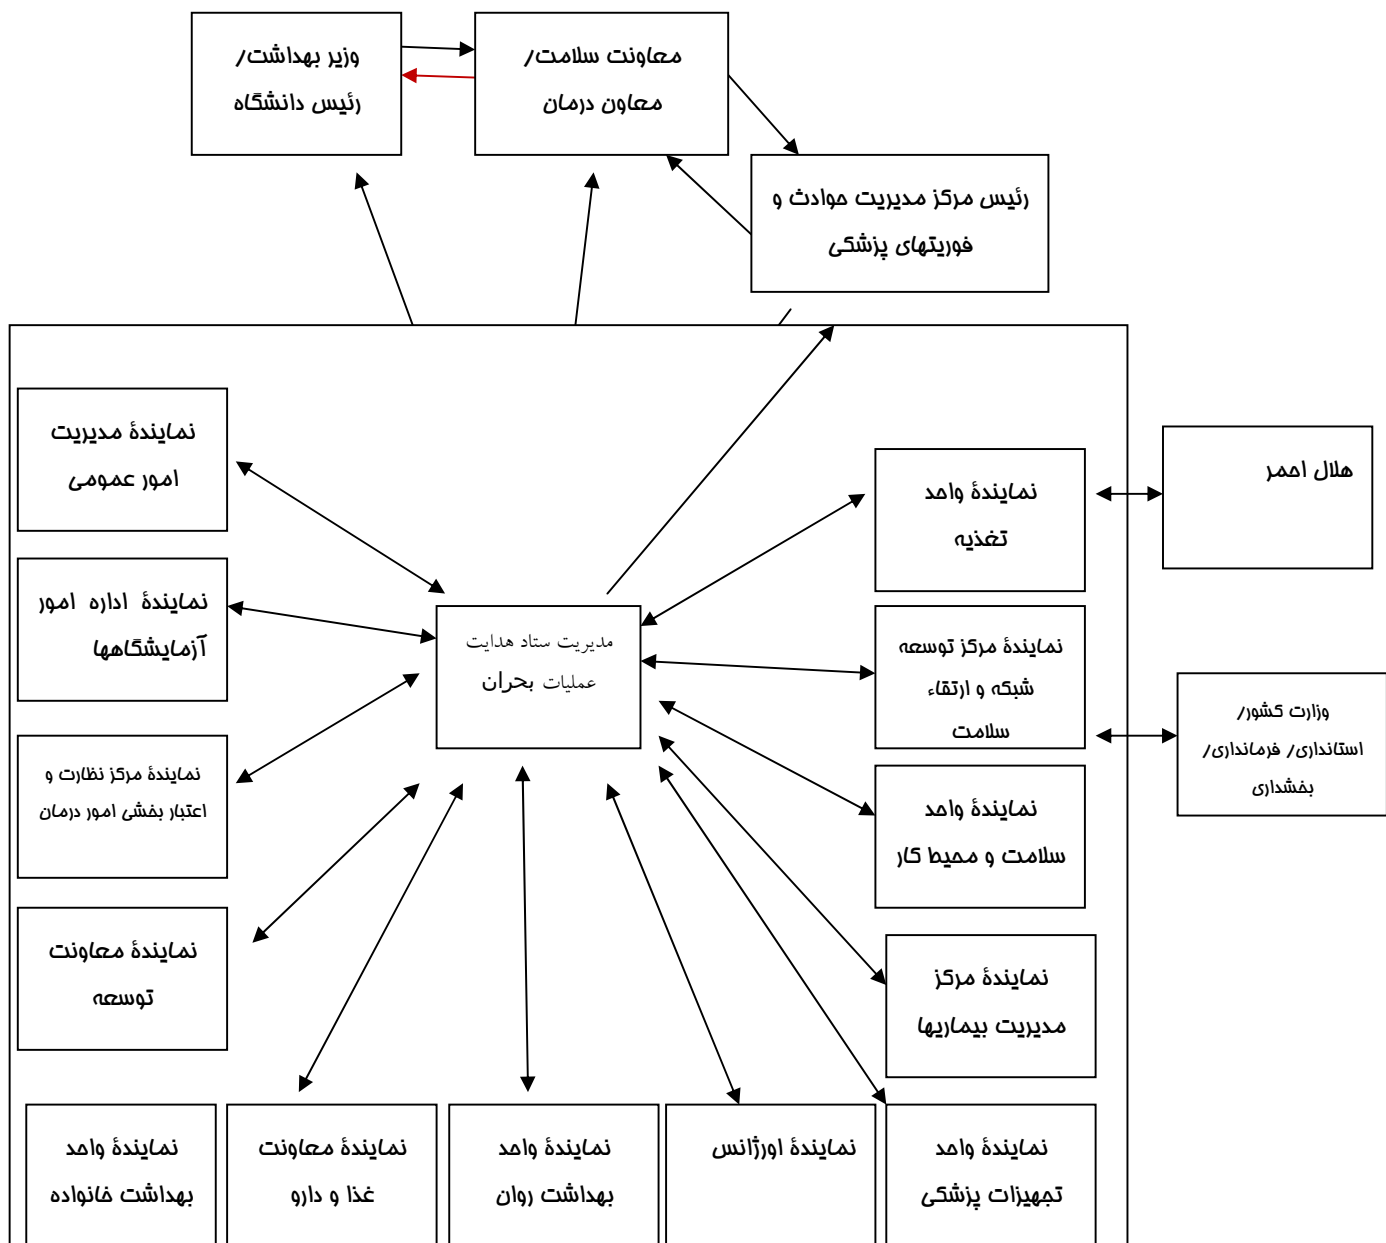 وزیر بهداشت/
رئیس دانشگاه
معاونت سلامت/
معاون درمان
رئیس مرکز مدیریت حوادث و
فوریتهای پزشکی
نمایندۀ مدیریت
امور عمومی
نمایندۀ واحد
تغذیه
هلال احمر
نمایندۀ اداره امور
آزمایشگاهها
مدیریت ستاد هدایت
عملیات بحران
نمایندۀ مرکز توسعه
شبکه و ارتقاء
سلامت
وزارت کشور/
استانداری/ فرمانداری/
بخشداری
نمایندۀ مرکز نظارت و
اعتبار بخشی امور درمان
نمایندۀ واحد
سلامت و محیط کار
نمایندۀ معاونت
توسعه
نمایندۀ مرکز
مدیریت بیماریها
نمایندۀ واحد
بهداشت خانواده
نمایندۀ معاونت
غذا و دارو
نمایندۀ واحد
بهداشت روان
نمایندۀ اورژانس
نمایندۀ واحد
تجهیزات پزشکی